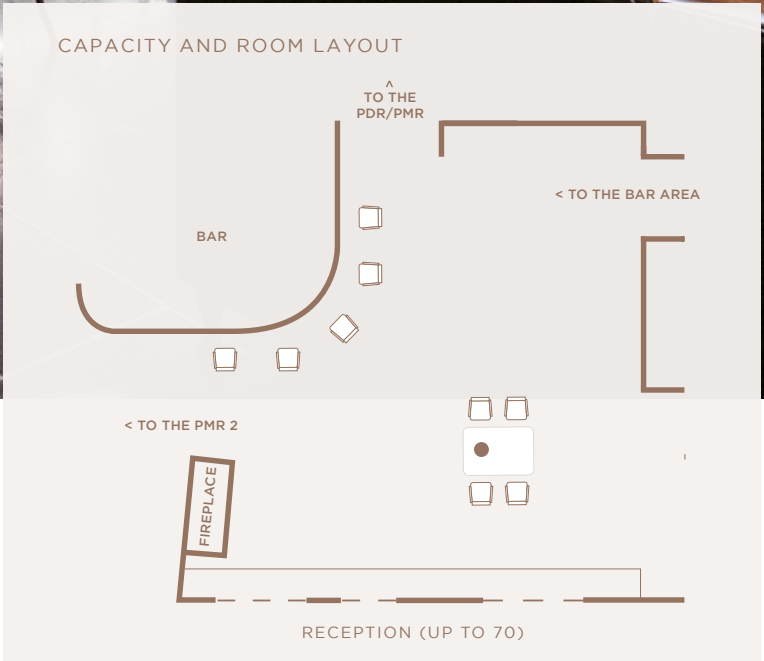 CAPACITY AND ROOM LAYOUT
^
TO THE
PDR/PMR
< TO THE BAR AREA
BAR
< TO THE PMR 2
FIREPLACE
RECEPTION (UP TO 70)